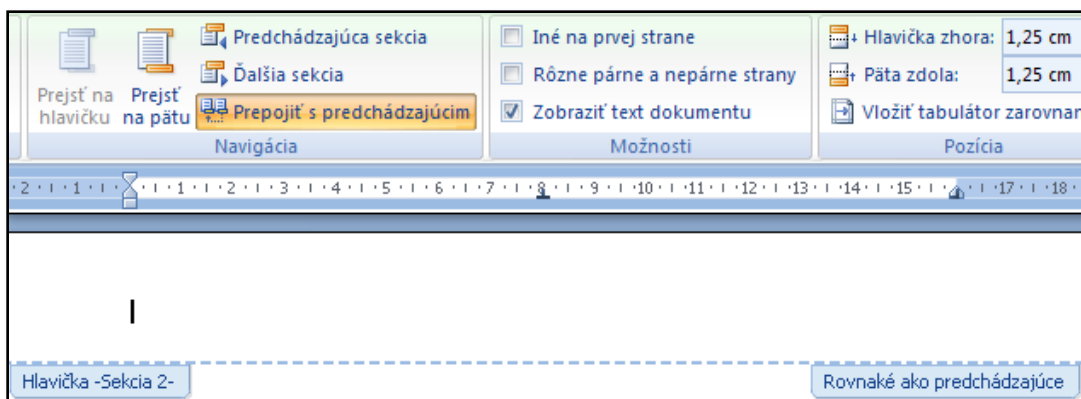 Prejsť na hlavičku
Prejsť na pätu
Predchádzajúca sekcia
Ďalšia sekcia
Prepojiť s predchádzajúcim
Navigácia
Iné na prvej strane
Rôzne párne a nepárne strany
Zobraziť text dokumentu
Možnosti
Hlavička zhora: 1,25 cm
Päta zdola: 1,25 cm
Vložiť tabulátor zarovnan
Pozícia
2 1 1 2 3 4 5 6 7 8 9 10 11 12 13 14 15 17 18
Hlavička -Sekcia 2-
Rovnaké ako predchádzajúce